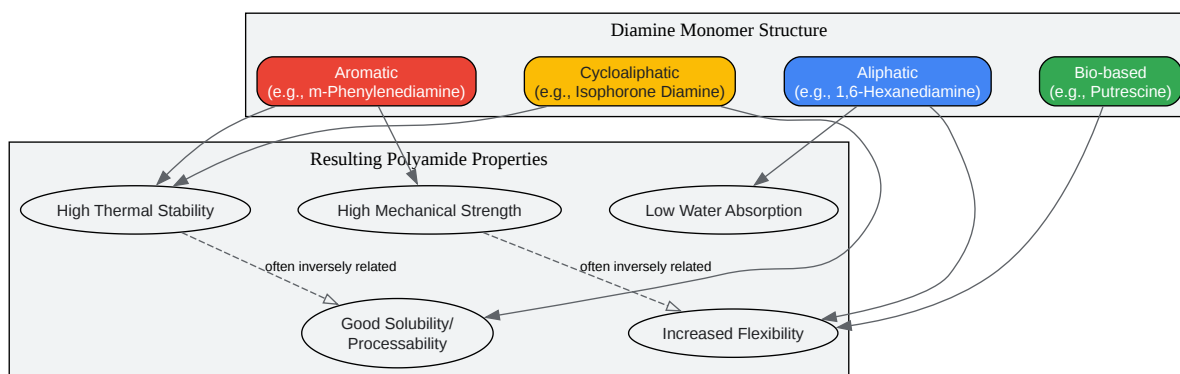 Diamine Monomer Structure
Aromatic
(e.g., m-Phenylenediamine)
Cycloaliphatic
(e.g., Isophorone Diamine)
Aliphatic
(e.g., 1,6-Hexanediamine)
Bio-based
(e.g., Putrescine)
Resulting Polyamide Properties
High Thermal Stability
High Mechanical Strength
Low Water Absorption
often inversely related
often inversely related
Good Solubility/
Processability
Increased Flexibility